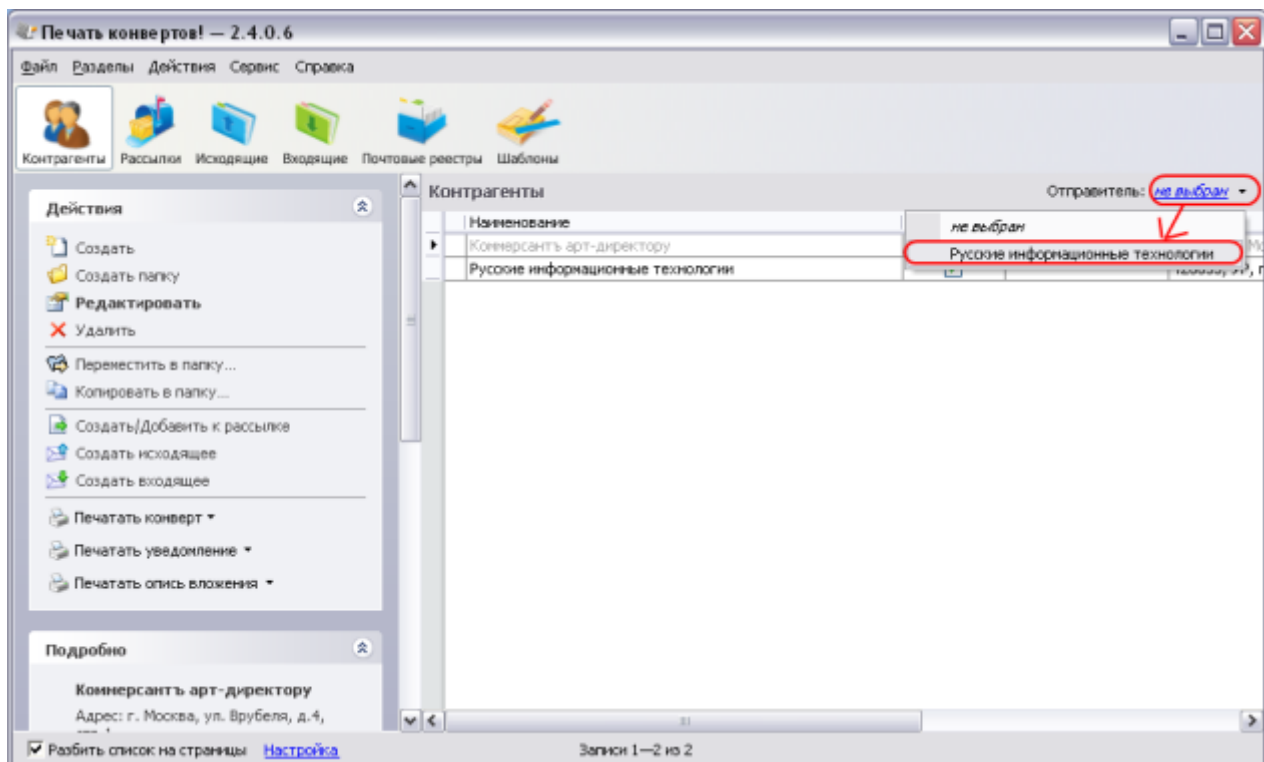 Печать конвертов! — 2.4.0.6
Файл Разделы Действия Сервис Справка
Контрагенты Рассылки Исходящие Входящие Почтовые реестры Шаблоны
Действия
Создать
Создать папку
Редактировать
Удалить
Переместить в папку...
Копировать в папку...
Создать/Добавить к рассылке
Создать исходящее
Создать входящее
Печатать конверт
Печатать уведомление
Печатать опись вложения
Подробно
Коммерсантъ арт-директору
Адрес: г. Москва, ул. Врубеля, д.4,
Контрагенты Отправитель: не выбран
Наименование
не выбран
Коммерсантъ арт-директору
Русские информационные технологии
Русские информационные технологии
Разбить список на страницы Настройка Записи 1—2 из 2